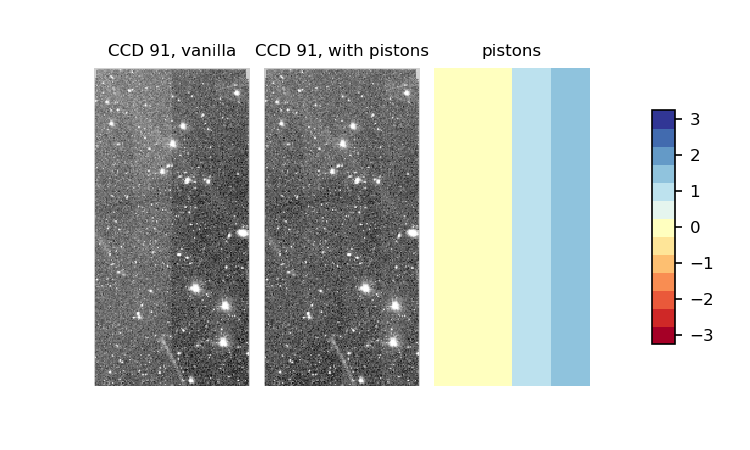 CCD 91, vanilla
CCD 91, with pistons
pistons
3
2
1
0
−1
−2
−3